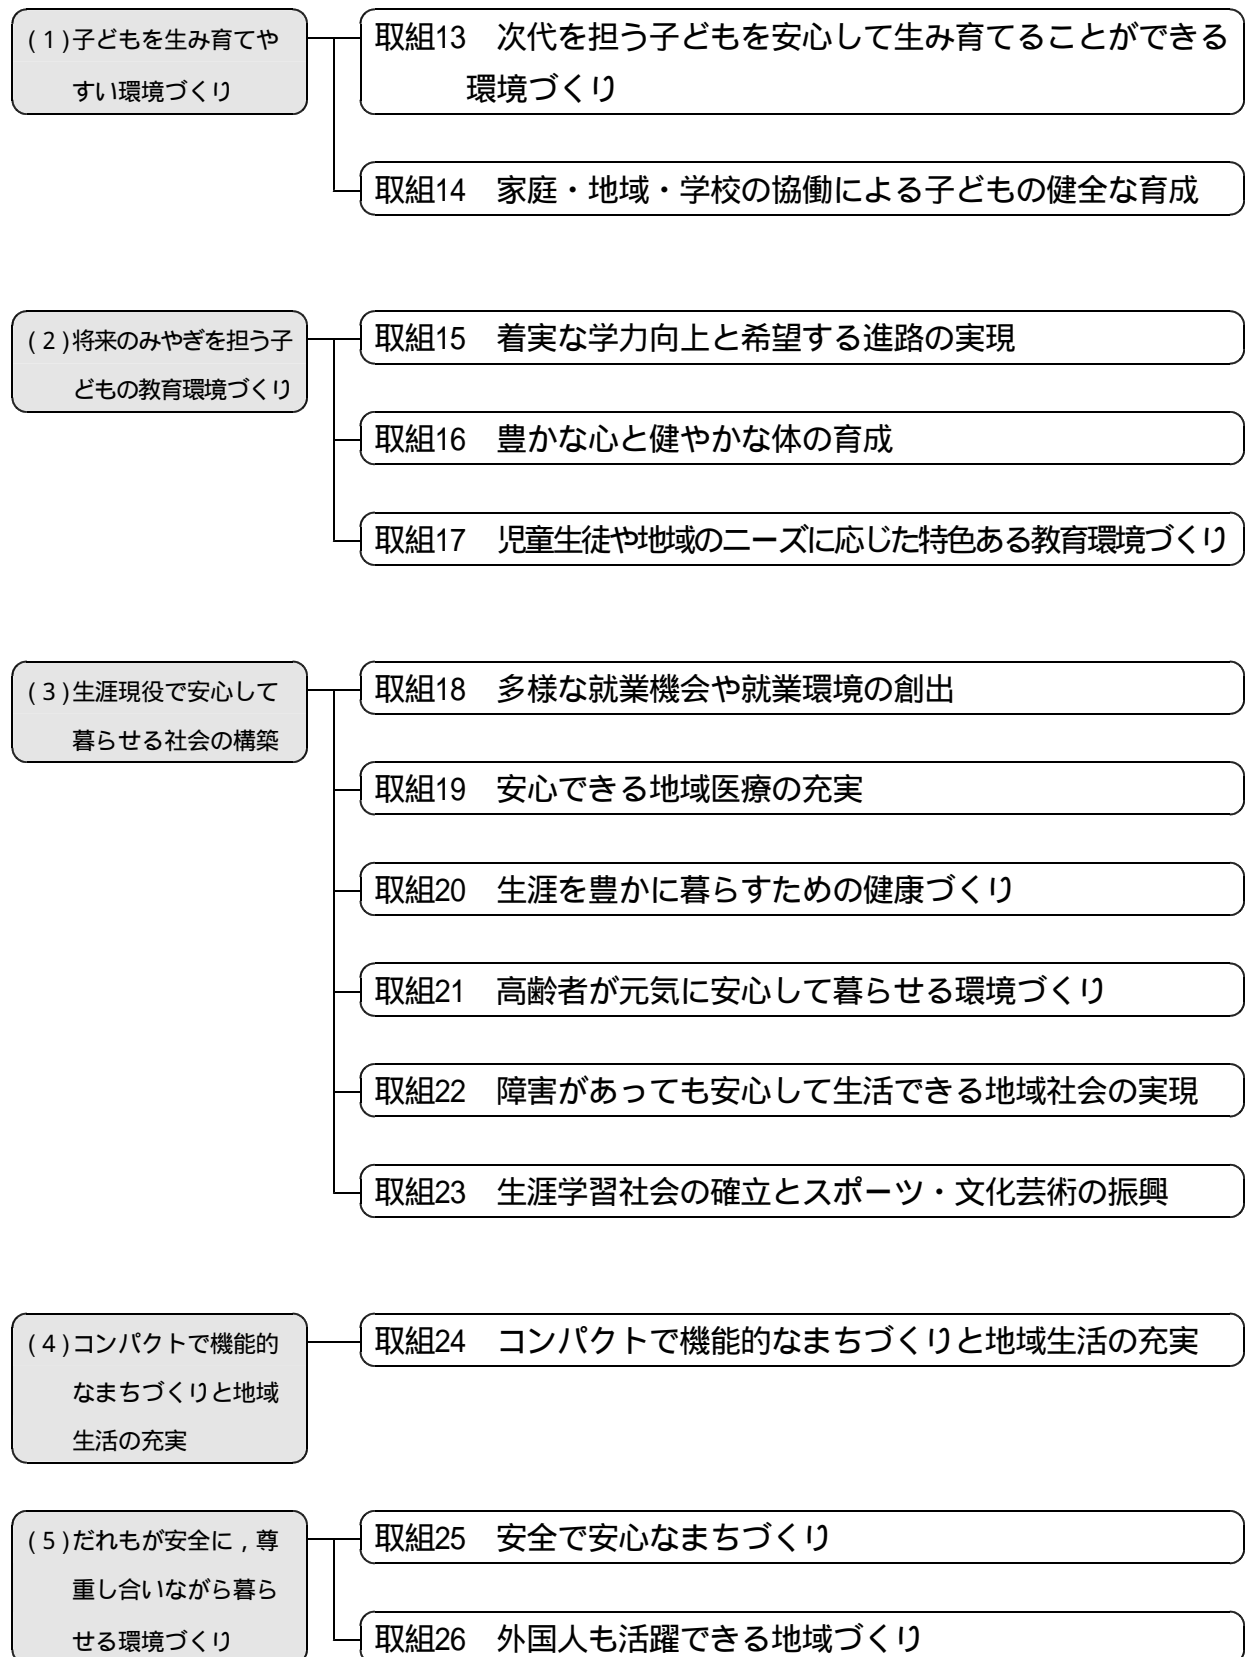 (1)子どもを生み育てや
すい環境づくり
取組13　次代を担う子どもを安心して生み育てることができる
環境づくり
取組14　家庭・地域・学校の協働による子どもの健全な育成
(2)将来のみやぎを担う子
どもの教育環境づくり
取組15　着実な学力向上と希望する進路の実現
取組16　豊かな心と健やかな体の育成
取組17　児童生徒や地域のニーズに応じた特色ある教育環境づくり
(3)生涯現役で安心して
暮らせる社会の構築
取組18　多様な就業機会や就業環境の創出
取組19　安心できる地域医療の充実
取組20　生涯を豊かに暮らすための健康づくり
取組21　高齢者が元気に安心して暮らせる環境づくり
取組22　障害があっても安心して生活できる地域社会の実現
取組23　生涯学習社会の確立とスポーツ・文化芸術の振興
(4)コンパクトで機能的
なまちづくりと地域
生活の充実
取組24　コンパクトで機能的なまちづくりと地域生活の充実
(5)だれもが安全に，尊
重し合いながら暮ら
せる環境づくり
取組25　安全で安心なまちづくり
取組26　外国人も活躍できる地域づくり